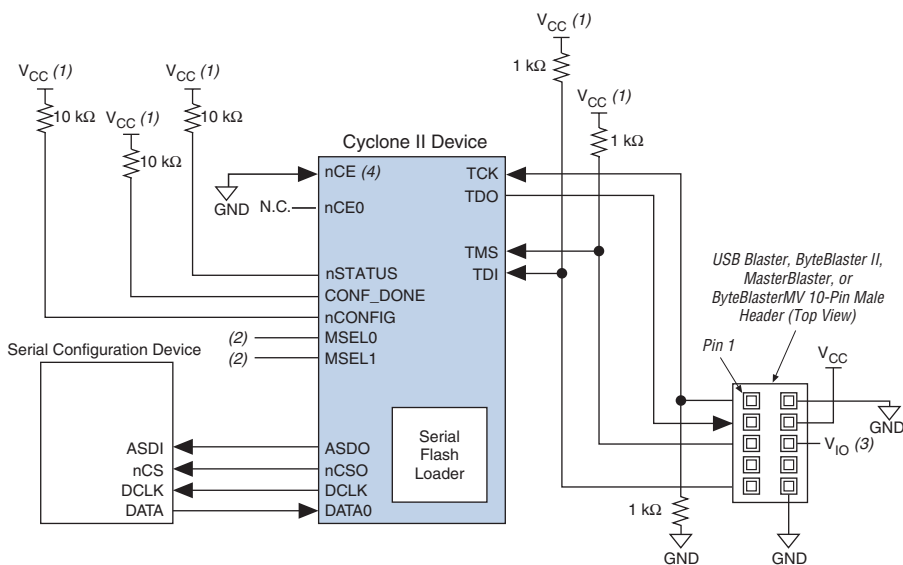 V_CC (1)
1 kΩ
V_CC (1)
1 kΩ
V_CC (1)
10 kΩ
V_CC (1)
10 kΩ
V_CC (1)
10 kΩ
Cyclone II Device
nCE (4)
GND
N.C.
nCE0
nSTATUS
CONF_DONE
nCONFIG
(2)
MSEL0
(2)
MSEL1
TCK
TDO
TMS
TDI
Serial Configuration Device
ASDI
nCS
DCLK
DATA
ASDO
nCSO
DCLK
DATA0
Serial
Flash
Loader
USB Blaster, ByteBlaster II,
MasterBlaster, or
ByteBlasterMV 10-Pin Male
Header (Top View)
Pin 1
V_CC
GND
V_IO (3)
1 kΩ
GND
GND